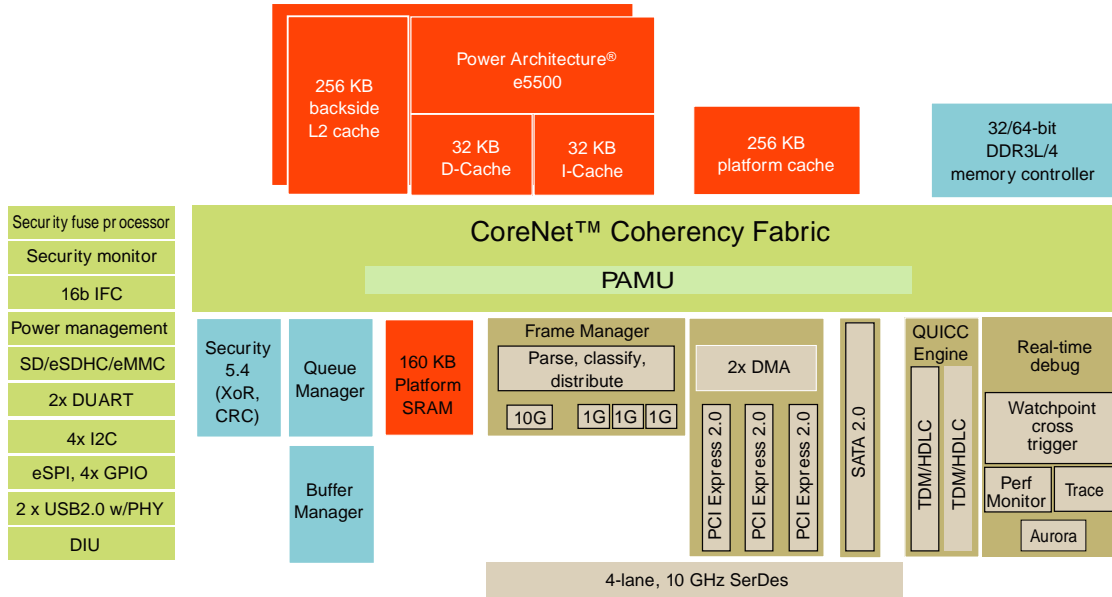 Power Architecture®
e5500
256 KB
backside
L2 cache
32 KB
D-Cache
32 KB
I-Cache
256 KB
platform cache
32/64-bit
DDR3L/4
memory controller
Security fuse processor
Security monitor
16b IFC
Power management
SD/eSDHC/eMMC
2x DUART
4x I2C
eSPI, 4x GPIO
2 x USB2.0 w/PHY
DIU
CoreNet™ Coherency Fabric
PAMU
Security
5.4
(XoR,
CRC)
Queue
Manager
Buffer
Manager
160 KB
Platform
SRAM
Frame Manager
Parse, classify,
distribute
10G
1G
1G
1G
2x DMA
PCI Express 2.0
PCI Express 2.0
PCI Express 2.0
SATA 2.0
QUICC
Engine
TDM/HDLC
TDM/HDLC
Real-time
debug
Watchpoint
cross
trigger
Perf
Monitor
Trace
Aurora
4-lane, 10 GHz SerDes